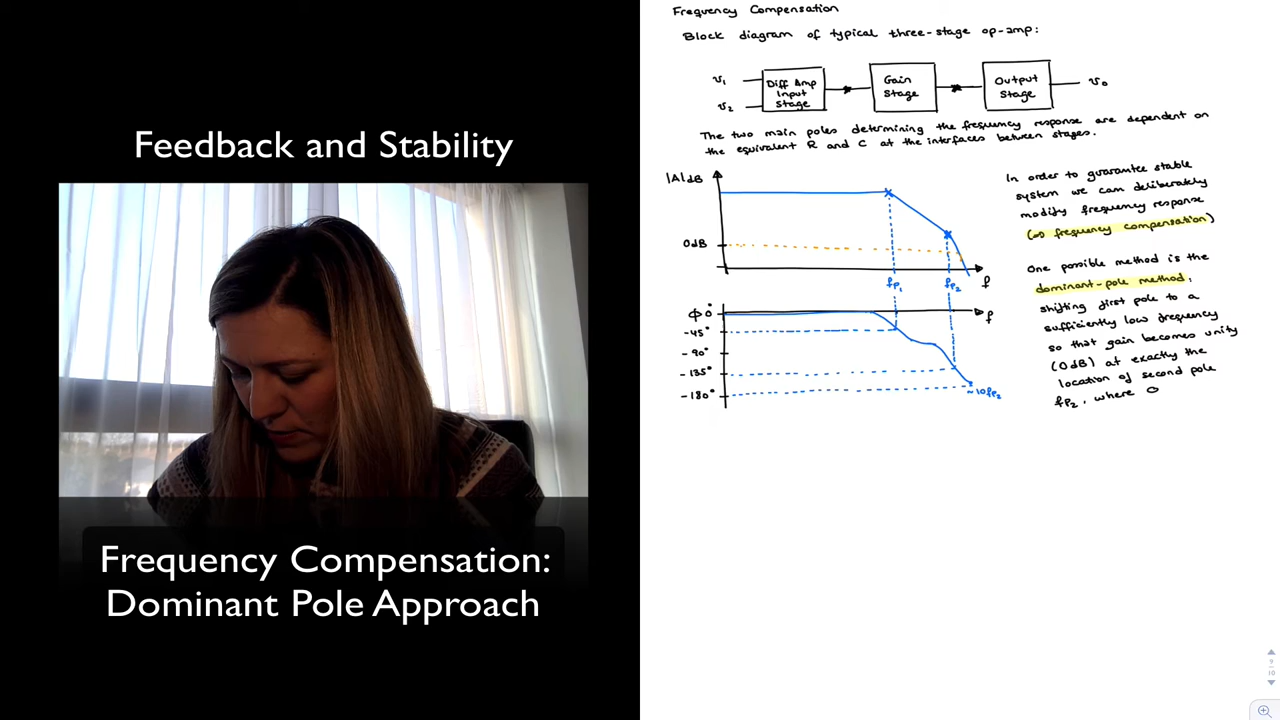 Feedback and Stability
Frequency Compensation:
Dominant Pole Approach
Frequency Compensation
Block diagram of typical three-stage op-amp:
v₁
v₂
Diff Amp
Input
Stage
Gain
Stage
Output
Stage
v₀
The two main poles determining the frequency response are dependent on
the equivalent R and C at the interfaces between stages.
|A|dB
0dB
fp₁
fp₂
f
ϕ 0°
-45°
-90°
-135°
-180°
f
~10fp₂
In order to guarantee stable
system we can deliberately
modify frequency response
(⇒ frequency compensation)
One possible method is the
dominant-pole method:
shifting first pole to a
sufficiently low frequency
so that gain becomes unity
(0dB) at exactly the
location of second pole
fp₂, where
9
10